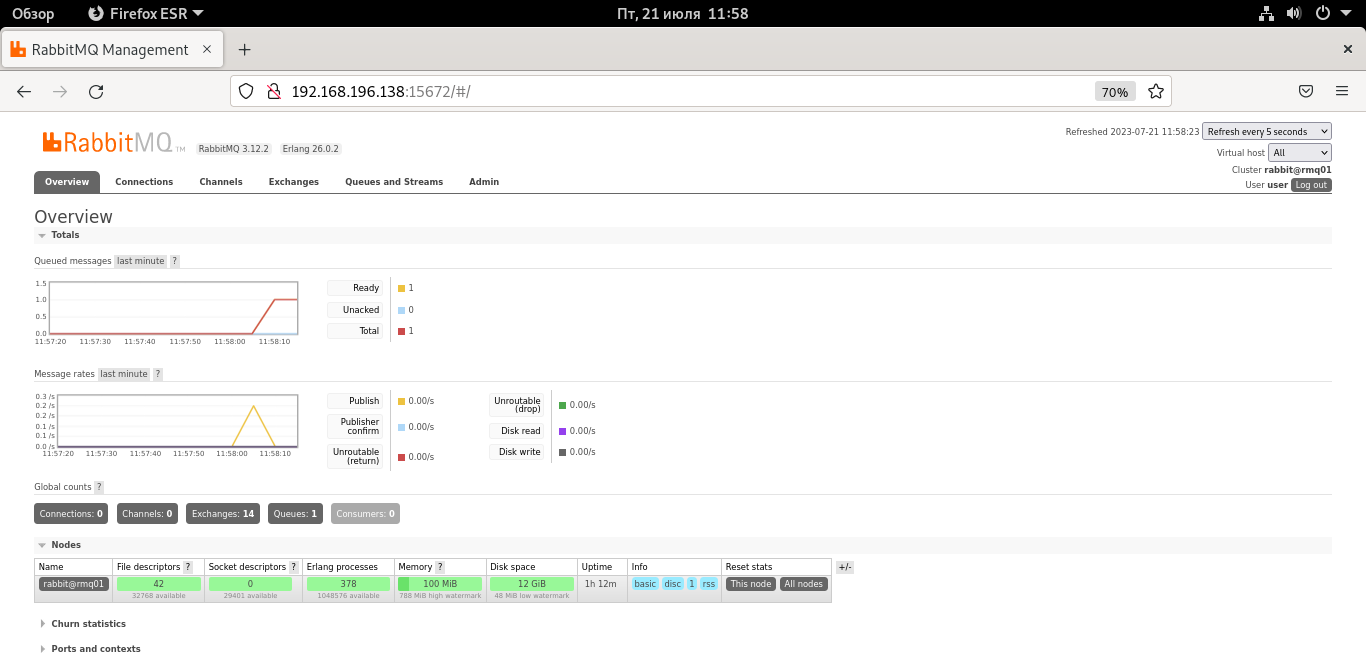 Обзор Firefox ESR Пт, 21 июля 11:58
RabbitMQ Management
192.168.196.138:15672/#/ 70%
RabbitMQ TM RabbitMQ 3.12.2 Erlang 26.0.2
Refreshed 2023-07-21 11:58:23 Refresh every 5 seconds
Virtual host All
Cluster rabbit@rmq01
User user Log out
Overview Connections Channels Exchanges Queues and Streams Admin
Overview
Totals
Queued messages last minute ?
1.5
1.0
0.5
0.0
11:57:20 11:57:30 11:57:40 11:57:50 11:58:00 11:58:10
Ready 1
Unacked 0
Total 1
Message rates last minute ?
0.3 /s
0.2 /s
0.2 /s
0.1 /s
0.1 /s
0.0 /s
11:57:20 11:57:30 11:57:40 11:57:50 11:58:00 11:58:10
Publish 0.00/s
Publisher
confirm 0.00/s
Unroutable
(return) 0.00/s
Unroutable
(drop) 0.00/s
Disk read 0.00/s
Disk write 0.00/s
Global counts ?
Connections: 0 Channels: 0 Exchanges: 14 Queues: 1 Consumers: 0
Nodes
Name File descriptors ? Socket descriptors ? Erlang processes Memory ? Disk space Uptime Info Reset stats +/-
rabbit@rmq01 42 0 378 100 MiB 12 GiB 1h 12m basic disc 1 rss This node All nodes
32768 available 29401 available 1048576 available 788 MiB high watermark 48 MiB low watermark
Churn statistics
Ports and contexts